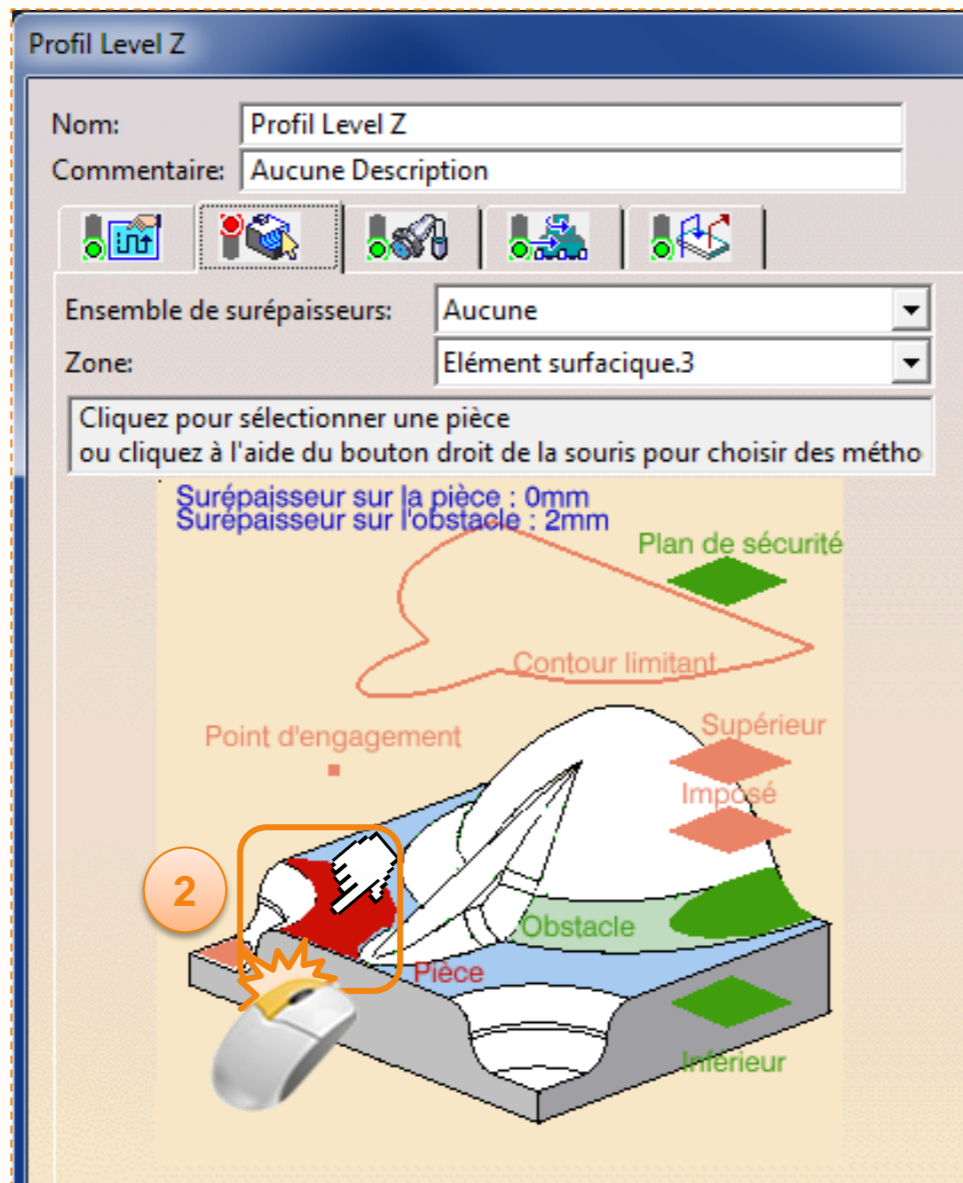 Profil Level Z
Nom: Profil Level Z
Commentaire: Aucune Description
Ensemble de surépaisseurs: Aucune
Zone: Elément surfacique.3
Cliquez pour sélectionner une pièce
ou cliquez à l'aide du bouton droit de la souris pour choisir des métho
Surépaisseur sur la pièce : 0mm
Surépaisseur sur l'obstacle : 2mm
Plan de sécurité
Contour limitant
Supérieur
Point d'engagement
Imposé
2
Obstacle
Pièce
Inférieur